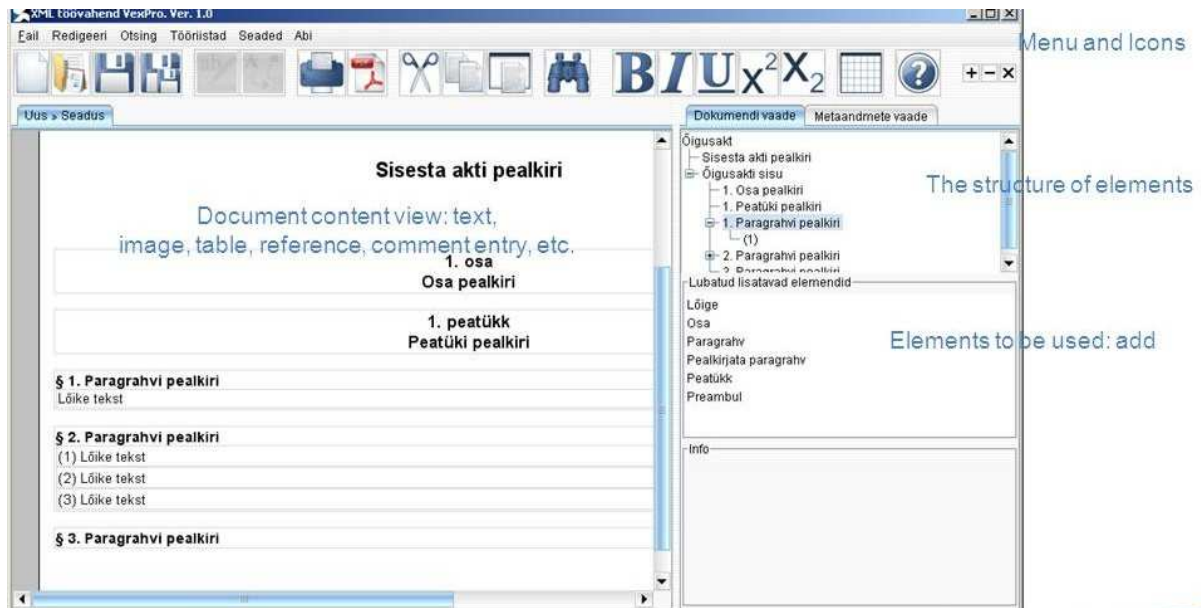 XML töövahend VexPro. Ver. 1.0
Fail Redigeeri Otsing Tööriistad Seaded Abi
Menu and Icons
B I U X² X₂ ? + - ×
Uus » Seadus
Dokumendi vaade Metaandmete vaade
Sisesta akti pealkiri
Document content view: text,
image, table, reference, comment entry, etc.
1. osa
Osa pealkiri
1. peatükk
Peatüki pealkiri
§ 1. Paragrahvi pealkiri
Lõike tekst
§ 2. Paragrahvi pealkiri
(1) Lõike tekst
(2) Lõike tekst
(3) Lõike tekst
§ 3. Paragrahvi pealkiri
Õigusakt
Sisesta akti pealkiri
Õigusakti sisu
1. Osa pealkiri
1. Peatüki pealkiri
1. Paragrahvi pealkiri
(1)
2. Paragrahvi pealkiri
3. Paragrahvi pealkiri
The structure of elements
Lubatud lisatavad elemendid
Lõige
Osa
Paragrahv
Pealkirjata paragrahv
Peatükk
Preambul
Elements to be used: add
Info